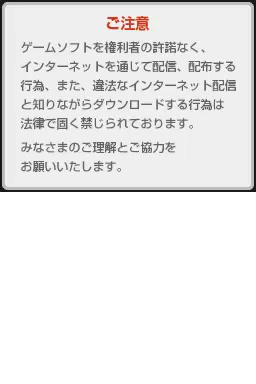 ご注意
ゲームソフトを権利者の許諾なく、
インターネットを通じて配信、配布する
行為、また、違法なインターネット配信
と知りながらダウンロードする行為は
法律で固く禁じられております。
みなさまのご理解とご協力を
お願いいたします。